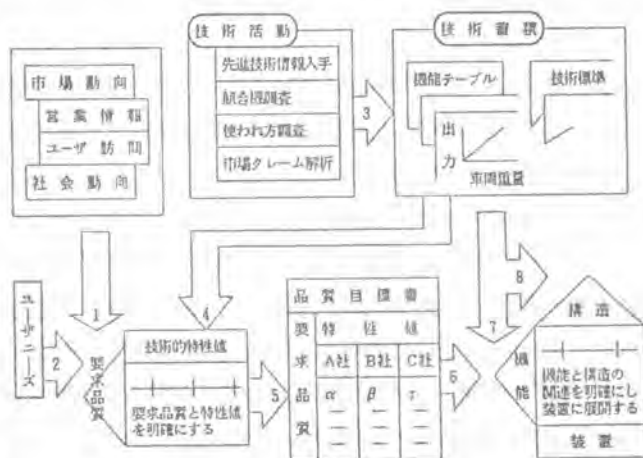 技術活動
技術蓄積
市場動向
営業情報
ユーザ訪問
社会動向
先進技術情報入手
競合機調査
使われ方調査
市場クレーム解析
3
機能テーブル
技術標準
出力
車両重量
1
4
7
8
ユーザニーズ
2
要求品質
技術的特性値
要求品質と特性値
を明確にする
5
品質目標書
要求品質
特性値
A社 B社 C社
α β τ
6
構造
機能
機能と構造の
関連を明確にし
装置に展開する
装置